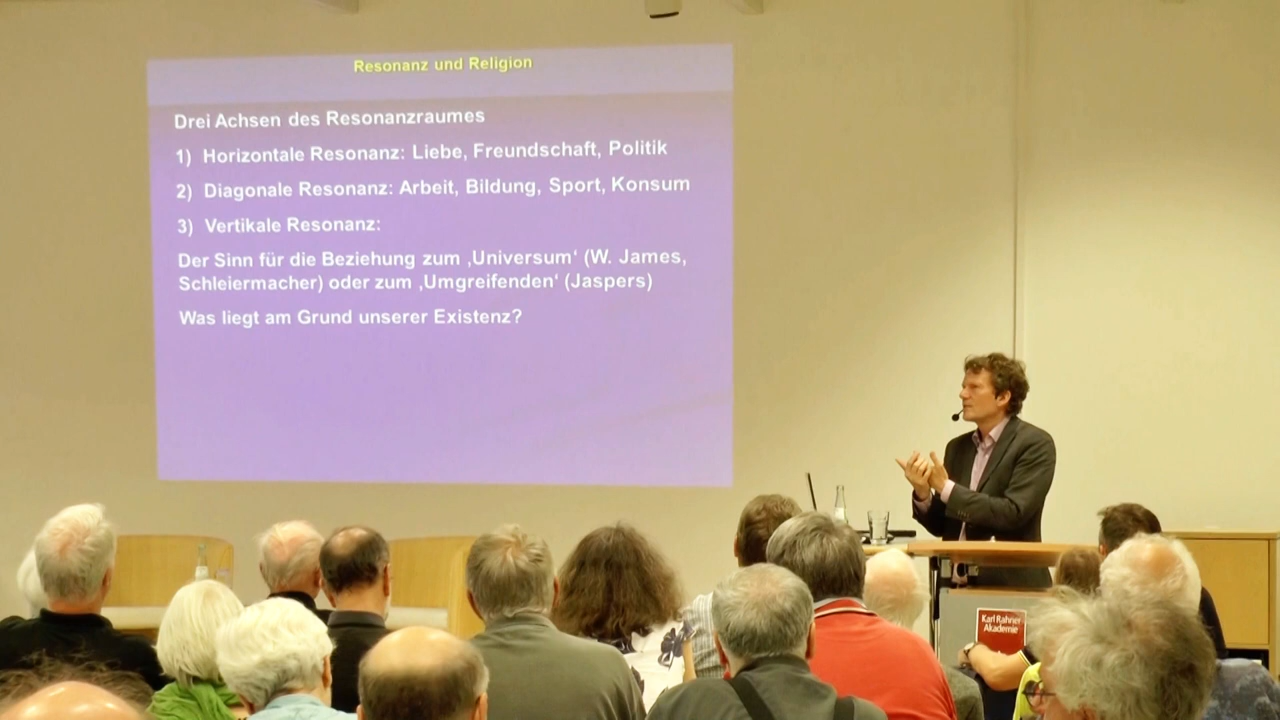 Resonanz und Religion
Drei Achsen des Resonanzraumes
1) Horizontale Resonanz: Liebe, Freundschaft, Politik
2) Diagonale Resonanz: Arbeit, Bildung, Sport, Konsum
3) Vertikale Resonanz:
Der Sinn für die Beziehung zum ‚Universum‘ (W. James,
Schleiermacher) oder zum ‚Umgreifenden‘ (Jaspers)
Was liegt am Grund unserer Existenz?
Karl Rahner
Akademie